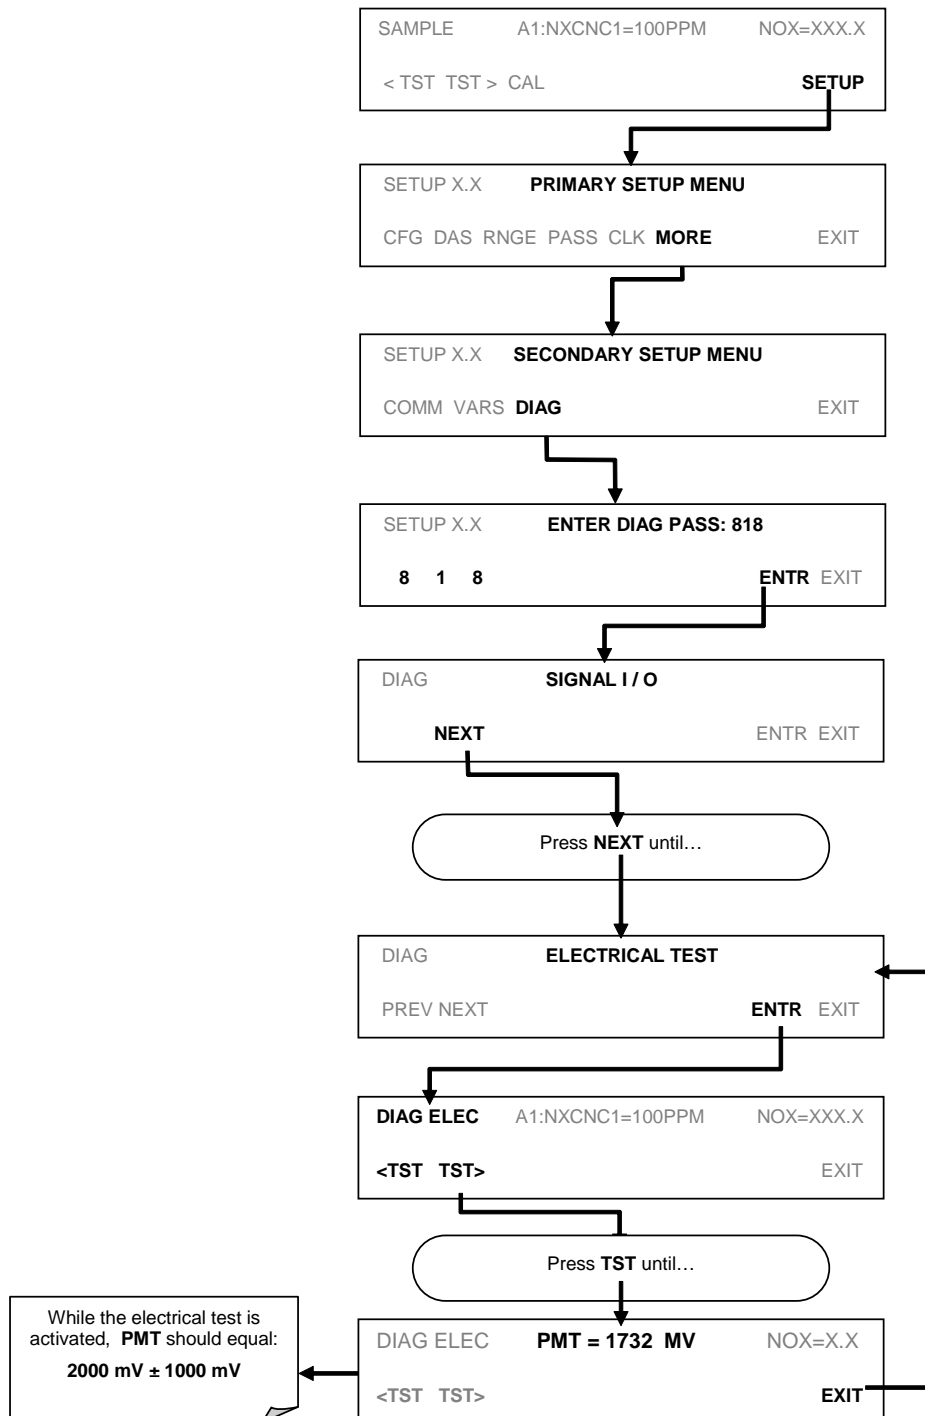 SAMPLE A1:NXCNC1=100PPM NOX=XXX.X
< TST TST > CAL SETUP
SETUP X.X PRIMARY SETUP MENU
CFG DAS RNGE PASS CLK MORE EXIT
SETUP X.X SECONDARY SETUP MENU
COMM VARS DIAG EXIT
SETUP X.X ENTER DIAG PASS: 818
8 1 8 ENTR EXIT
DIAG SIGNAL I / O
NEXT ENTR EXIT
Press NEXT until…
DIAG ELECTRICAL TEST
PREV NEXT ENTR EXIT
DIAG ELEC A1:NXCNC1=100PPM NOX=XXX.X
<TST TST> EXIT
Press TST until…
While the electrical test is
activated, PMT should equal:
2000 mV ± 1000 mV
DIAG ELEC PMT = 1732 MV NOX=X.X
<TST TST> EXIT